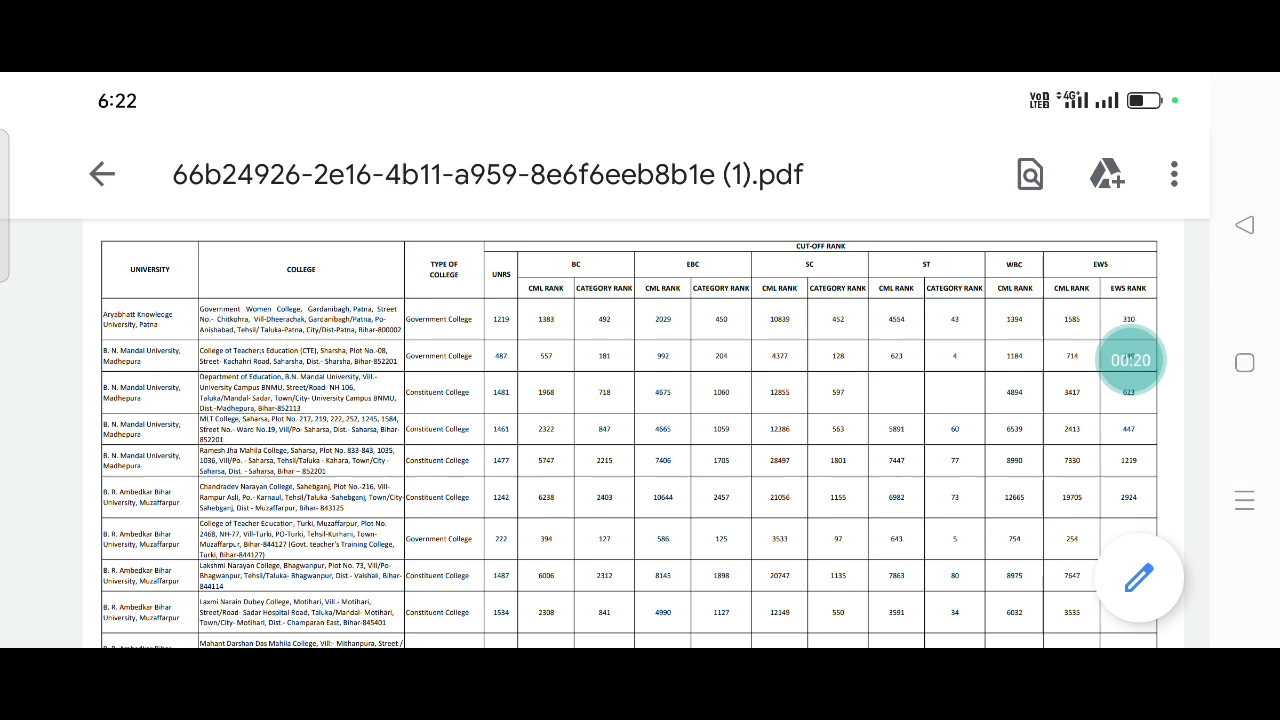 6:22
VoD LTE2 4G+
66b24926-2e16-4b11-a959-8e6f6eeb8b1e (1).pdf
UNIVERSITY COLLEGE TYPE OF COLLEGE CUT-OFF RANK
UNRS BC EBC SC ST WBC EWS
CML RANK CATEGORY RANK CML RANK CATEGORY RANK CML RANK CATEGORY RANK CML RANK CATEGORY RANK CML RANK CML RANK EWS RANK
Aryabhatt Knowledge University, Patna
Government Women College, Gardanibagh, Patna, Street
No.- Chitkohra, Vill-Dheerachak, Gardanibagh/Patna, Po-
Anishabad, Tehsil/ Taluka-Patna, City/Dist-Patna, Bihar-800002
Government College 1219 1383 492 2029 450 10839 452 4554 43 1394 1585 310
B. N. Mandal University, Madhepura
College of Teacher;s Education (CTE), Sharsha, Plot No.-08,
Street- Kachahri Road, Saharsha, Dist.- Sharsha, Bihar-852201
Government College 487 557 181 992 204 4377 128 623 4 1184 714
00:20
B. N. Mandal University, Madhepura
Department of Education, B.N. Mandal University, Vill.-
University Campus BNMU, Street/Road- NH 106,
Taluka/Mandal- Sadar, Town/City- University Campus BNMU,
Dist.-Madhepura, Bihar-852113
Constituent College 1481 1968 718 4675 1060 12855 597 4894 3417 623
B. N. Mandal University, Madhepura
MLT College, Saharsa, Plot No. 217, 219, 222, 252, 1245, 1584,
Street No.- Ward No.19, Vill/Po- Saharsa, Dist.- Saharsa, Bihar-
852201
Constituent College 1461 2322 847 4665 1059 12386 563 5891 60 6539 2413 447
B. N. Mandal University, Madhepura
Ramesh Jha Mahila College, Saharsa, Plot No. 833-843, 1035,
1036, Vill/Po. - Saharsa, Tehsil/Taluka - Kahara, Town/City -
Saharsa, Dist. - Saharsa, Bihar – 852201
Constituent College 1477 5747 2215 7406 1705 28497 1801 7447 77 8990 7330 1219
B. R. Ambedkar Bihar University, Muzaffarpur
Chandradev Narayan College, Sahebganj, Plot No.-216, Vill-
Rampur Asli, Po.- Karnaul, Tehsil/Taluka -Sahebganj, Town/City-
Sahebganj, Dist - Muzaffarpur, Bihar- 843125
Constituent College 1242 6238 2403 10644 2457 21056 1155 6982 73 12665 19705 2924
B. R. Ambedkar Bihar University, Muzaffarpur
College of Teacher Education, Turki, Muzaffarpur, Plot No.
2468, NH-77, Vill-Turki, PO-Turki, Tehsil-Kurhani, Town-
Muzaffarpur, Bihar-844127 (Govt. teacher's Training College,
Turki, Bihar-844127)
Government College 222 394 127 586 125 3533 97 643 5 754 254
B. R. Ambedkar Bihar University, Muzaffarpur
Lakshmi Narayan College, Bhagwanpur, Plot No. 73, Vill/Po-
Bhagwanpur, Tehsil/Taluka- Bhagwanpur, Dist.- Vaishali, Bihar-
844114
Constituent College 1487 6006 2312 8145 1898 20747 1135 7863 80 8975 7647
B. R. Ambedkar Bihar University, Muzaffarpur
Laxmi Narain Dubey College, Motihari, Vill.- Motihari,
Street/Road- Sadar Hospital Road, Taluka/Mandal- Motihari,
Town/City- Motihari, Dist.- Champaran East, Bihar-845401
Constituent College 1534 2308 841 4990 1127 12149 550 3591 34 6032 3535
B. R. Ambedkar Bihar
Mahant Darshan Das Mahila College, Vill:- Mithanpura, Street /